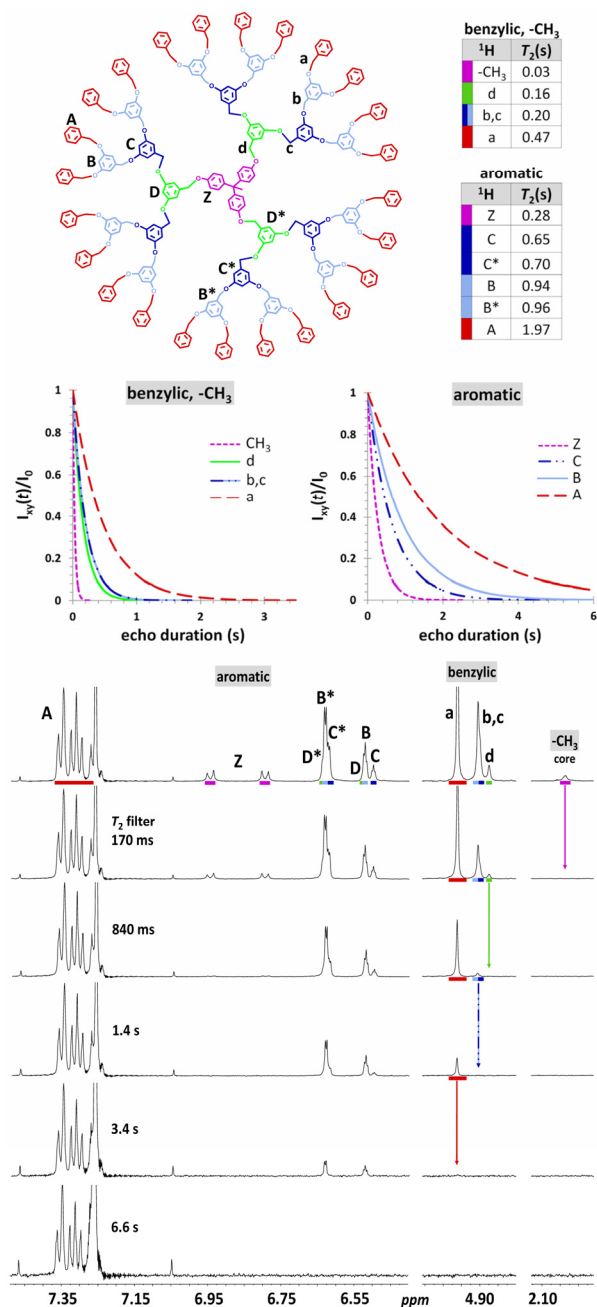 benzylic, -CH3
1H T2(s)
-CH3 0.03
d 0.16
b,c 0.20
a 0.47
aromatic
1H T2(s)
Z 0.28
C 0.65
C* 0.70
B 0.94
B* 0.96
A 1.97
a
b
c
d
A
B
C
D
Z
D*
C*
B*
benzylic, -CH3
Ixy(t)/I0
1
0.8
0.6
0.4
0.2
0
CH3
d
b,c
a
0 1 2 3
echo duration (s)
aromatic
Ixy(t)/I0
1
0.8
0.6
0.4
0.2
0
Z
C
B
A
0 2 4 6
echo duration (s)
aromatic
benzylic
-CH3
core
A
Z
B*
C*
D*
B
D
C
a
b,c
d
T2 filter
170 ms
840 ms
1.4 s
3.4 s
6.6 s
7.35 7.15 6.95 6.75 6.55 ppm 4.90 2.10